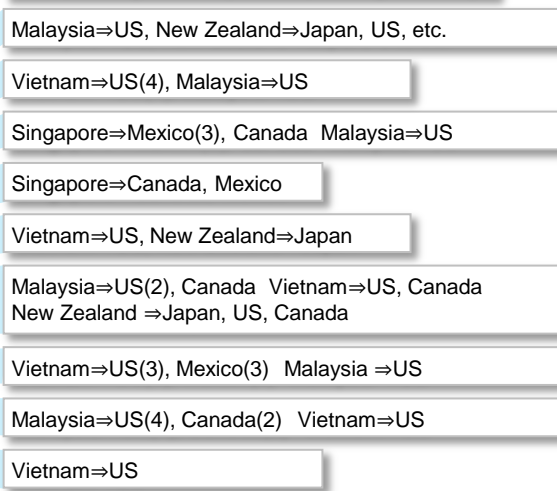 Malaysia⇒US, New Zealand⇒Japan, US, etc.
Vietnam⇒US(4), Malaysia⇒US
Singapore⇒Mexico(3), Canada  Malaysia⇒US
Singapore⇒Canada, Mexico
Vietnam⇒US, New Zealand⇒Japan
Malaysia⇒US(2), Canada  Vietnam⇒US, Canada
New Zealand ⇒Japan, US, Canada
Vietnam⇒US(3), Mexico(3)  Malaysia ⇒US
Malaysia⇒US(4), Canada(2)  Vietnam⇒US
Vietnam⇒US